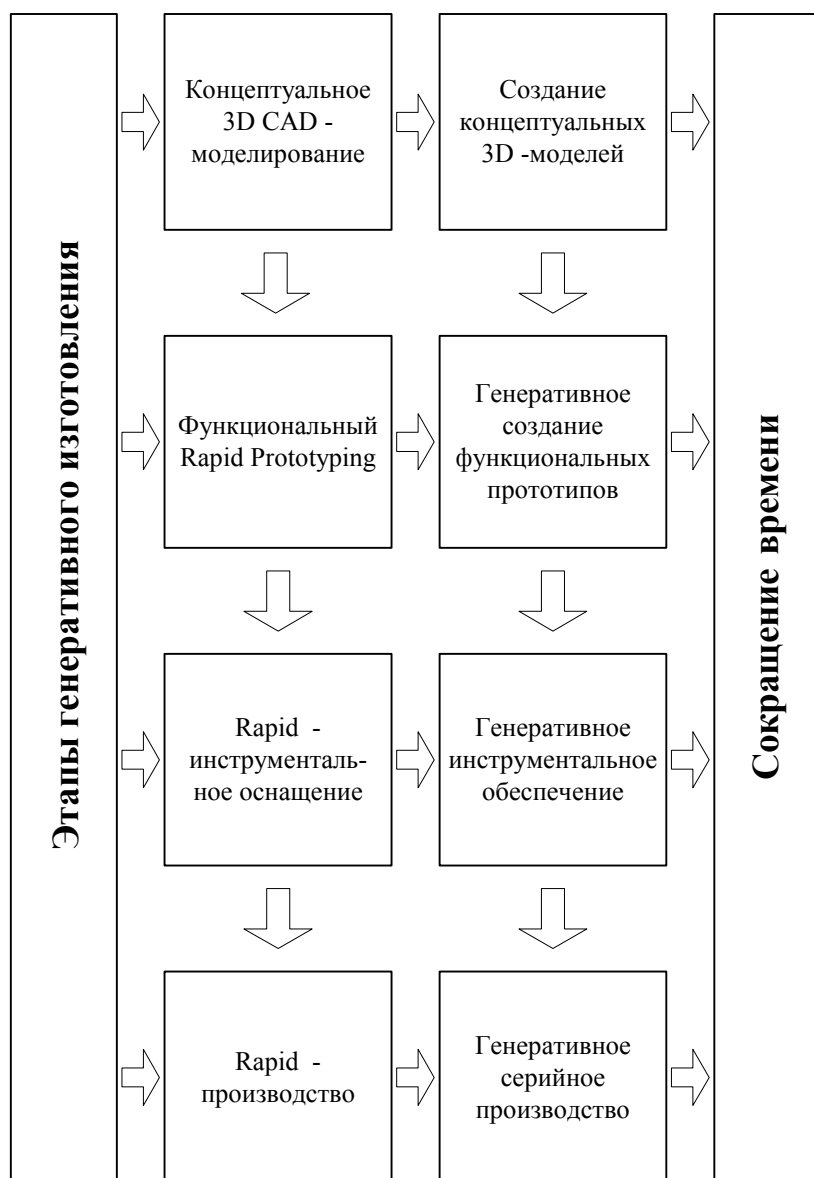 Этапы генеративного изготовления
Концептуальное
3D CAD -
моделирование
Создание
концептуальных
3D -моделей
Функциональный
Rapid Prototyping
Генеративное
создание
функциональных
прототипов
Rapid -
инструменталь-
ное оснащение
Генеративное
инструментальное
обеспечение
Rapid -
производство
Генеративное
серийное
производство
Сокращение времени